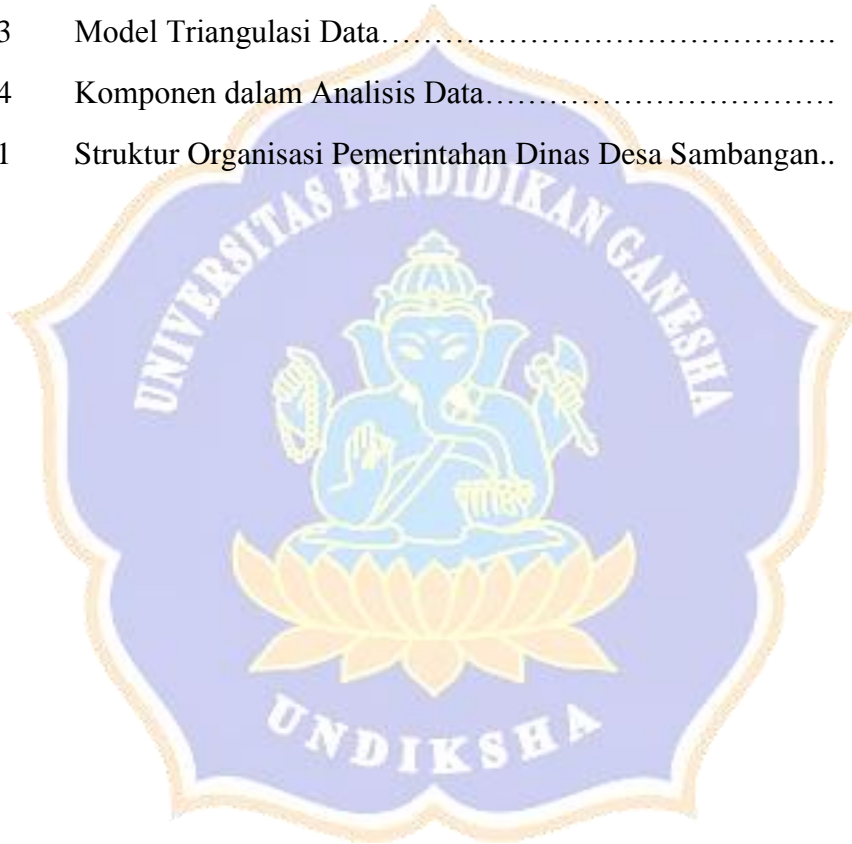 3 Model Triangulasi Data…………………………………….
4 Komponen dalam Analisis Data……………………………
1 Struktur Organisasi Pemerintahan Dinas Desa Sambangan..
UNIVERSITAS PENDIDIKAN GANESHA
UNDIKSHA